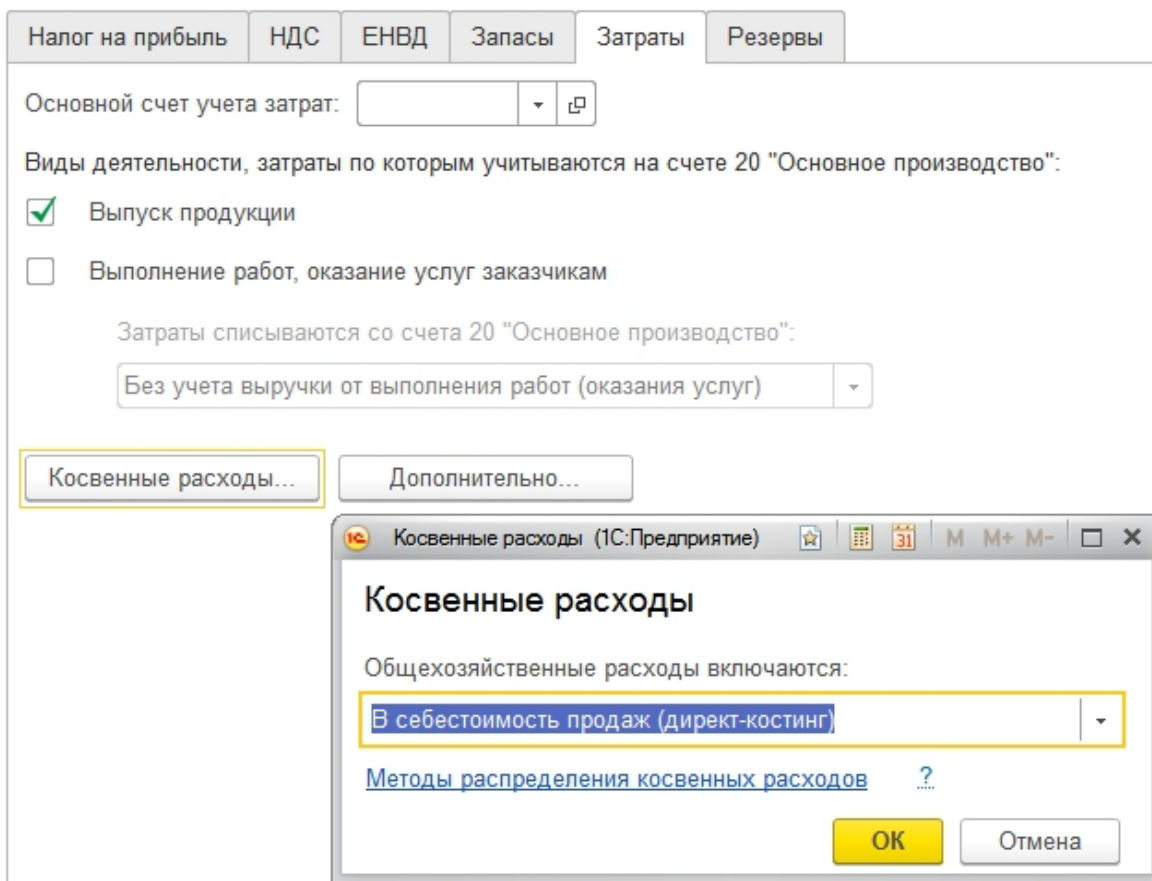 Налог на прибыль НДС ЕНВД Запасы Затраты Резервы
Основной счет учета затрат:
Виды деятельности, затраты по которым учитываются на счете 20 "Основное производство":
Выпуск продукции
Выполнение работ, оказание услуг заказчикам
Затраты списываются со счета 20 "Основное производство":
Без учета выручки от выполнения работ (оказания услуг)
Косвенные расходы... Дополнительно...
1С Косвенные расходы (1С:Предприятие) 31 M M+ M-
Косвенные расходы
Общехозяйственные расходы включаются:
В себестоимость продаж (директ-костинг)
Методы распределения косвенных расходов ?
ОК Отмена